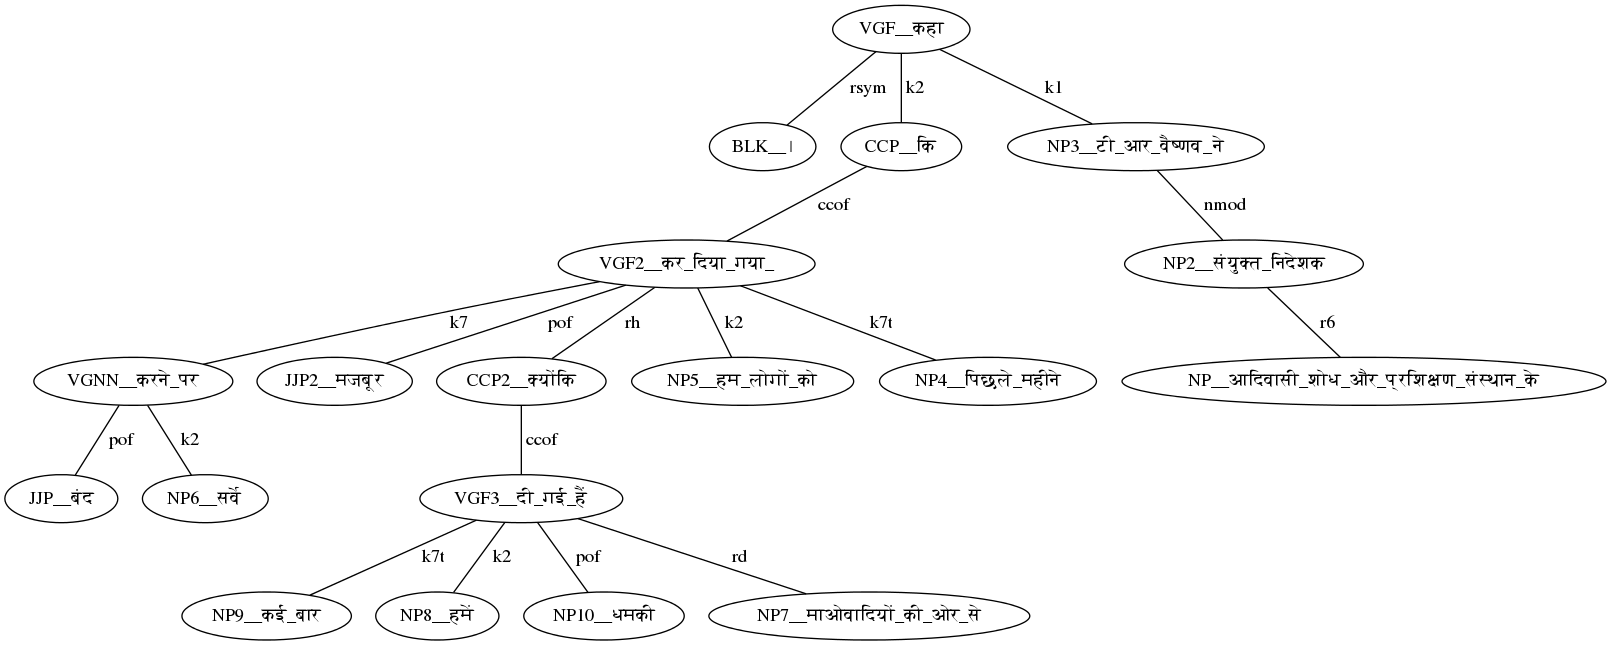 VGF__कहा
rsym k2 k1
BLK__। CCP__कि NP3__टी_आर_वैष्णव_ने
ccof nmod
VGF2__कर_दिया_गया_ NP2__संयुक्त_निदेशक
k7 pof rh k2 k7t r6
VGNN__करने_पर JJP2__मजबूर CCP2__क्योंकि NP5__हम_लोगों_को NP4__पिछले_महीने NP__आदिवासी_शोध_और_प्रशिक्षण_संस्थान_के
pof k2 ccof
JJP__बंद NP6__सर्वे VGF3__दी_गई_हैं
k7t k2 pof rd
NP9__कई_बार NP8__हमें NP10__धमकी NP7__माओवादियों_की_ओर_से